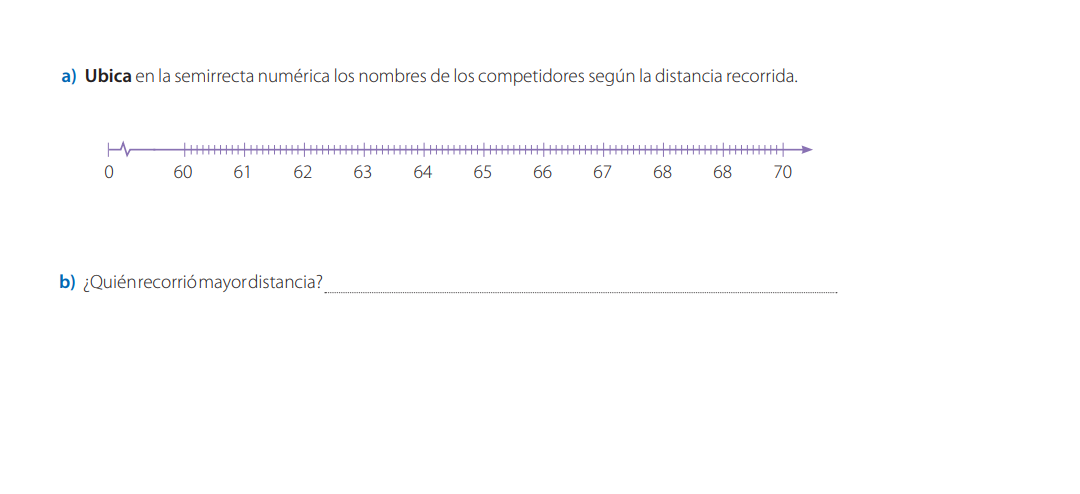 a) Ubica en la semirrecta numérica los nombres de los competidores según la distancia recorrida.
0 60 61 62 63 64 65 66 67 68 68 70
b) ¿Quién recorrió mayor distancia?